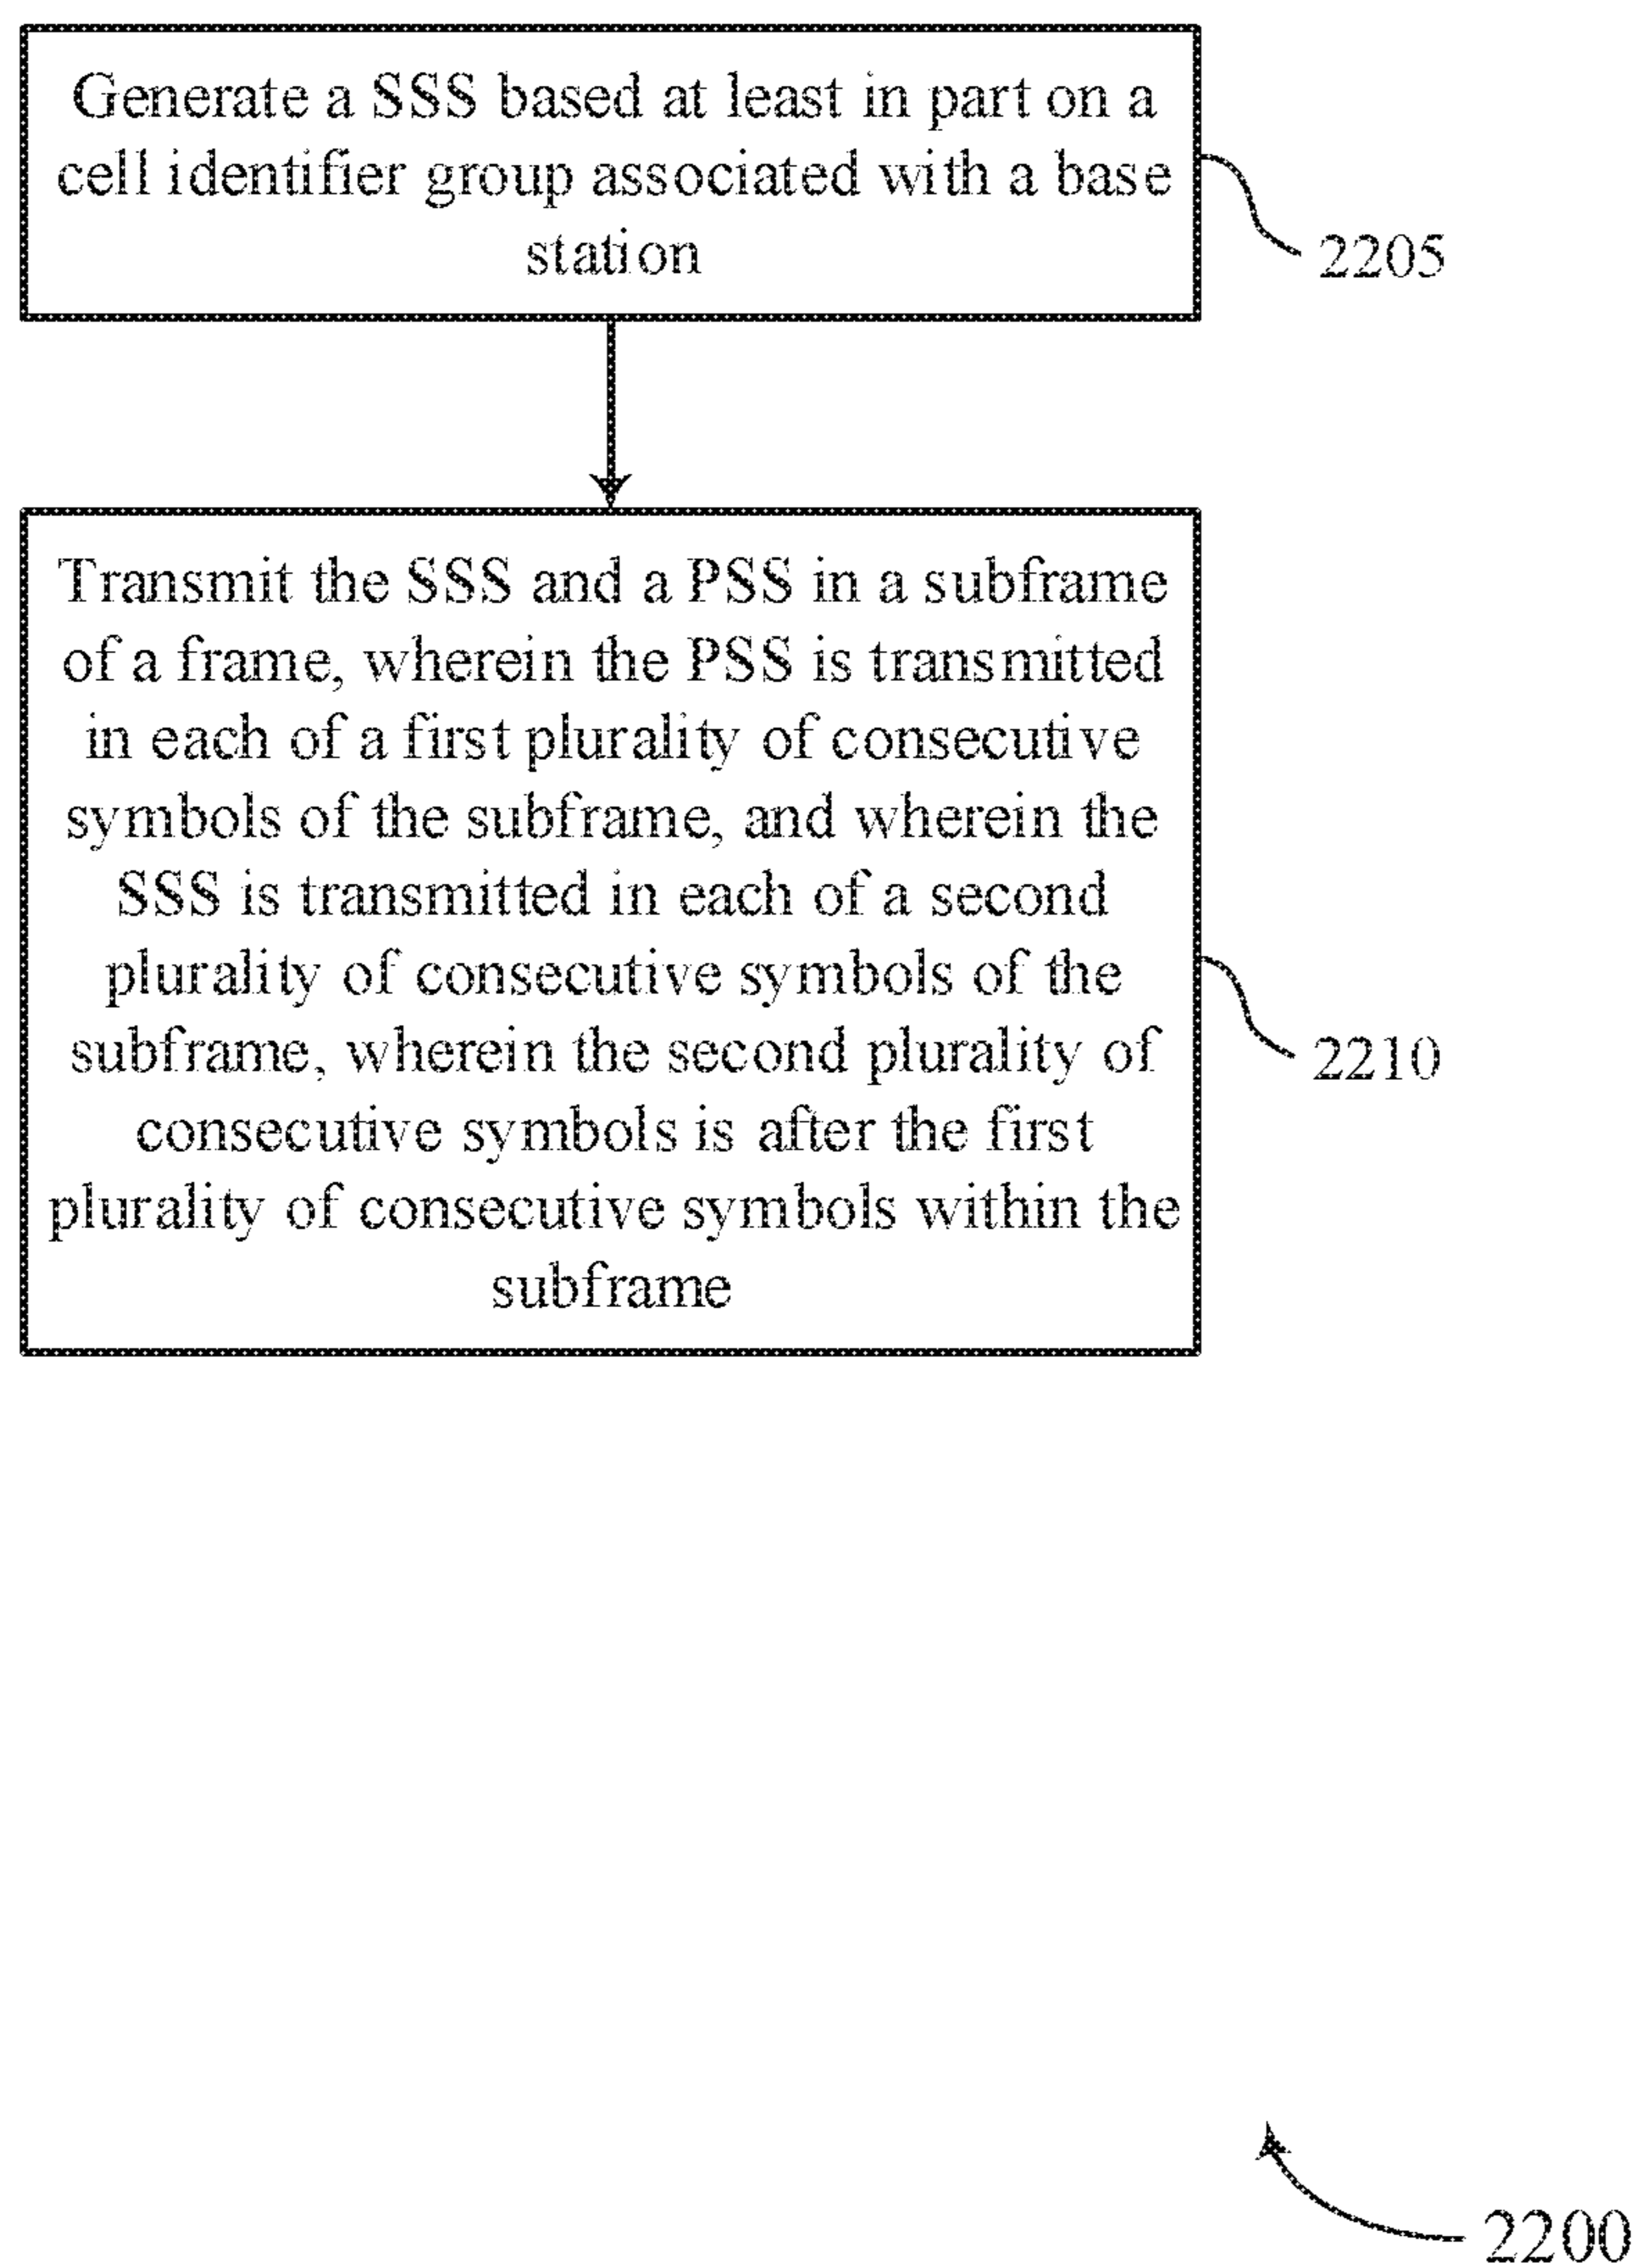 Generate a SSS based at least in part on a
cell identifier group associated with a base
station
2205
Transmit the SSS and a PSS in a subframe
of a frame, wherein the PSS is transmitted
in each of a first plurality of consecutive
symbols of the subframe, and wherein the
SSS is transmitted in each of a second
plurality of consecutive symbols of the
subframe, wherein the second plurality of
consecutive symbols is after the first
plurality of consecutive symbols within the
subframe
2210
2200